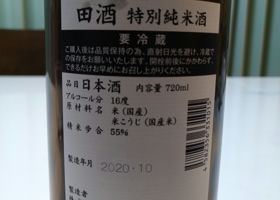 田酒 特別純米酒
要冷蔵
ご購入後は品質保持の為、直射日光を避け、冷蔵で
の保存をお願いいたします。開栓前後にかかわらず、
できるだけお早めにお召し上がりください。
品目 日本酒 内容量 720ml
アルコール分 16度
原材料名 米(国産)
米こうじ(国産米)
精米歩合 55%
製造年月 2020.10
製造者